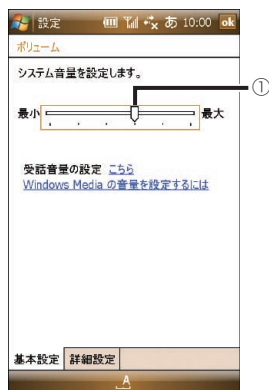 設定 あ 10:00 ok
ボリューム
システム音量を設定します。
①
最小 最大
受話音量の設定 こちら
Windows Media の音量を設定するには
基本設定 詳細設定
A